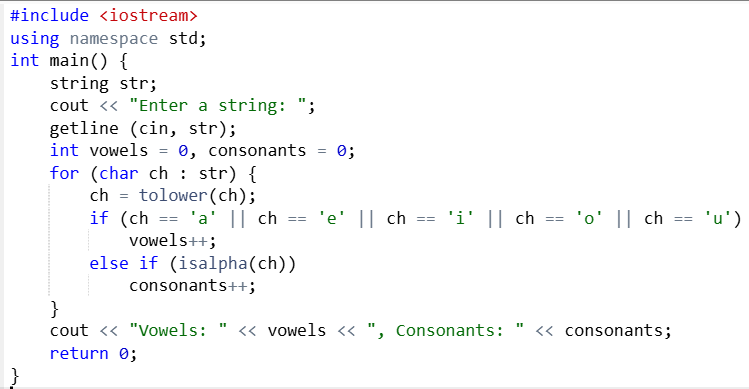 #include <iostream>
using namespace std;
int main() {
    string str;
    cout << "Enter a string: ";
    getline (cin, str);
    int vowels = 0, consonants = 0;
    for (char ch : str) {
        ch = tolower(ch);
        if (ch == 'a' || ch == 'e' || ch == 'i' || ch == 'o' || ch == 'u')
            vowels++;
        else if (isalpha(ch))
            consonants++;
    }
    cout << "Vowels: " << vowels << ", Consonants: " << consonants;
    return 0;
}